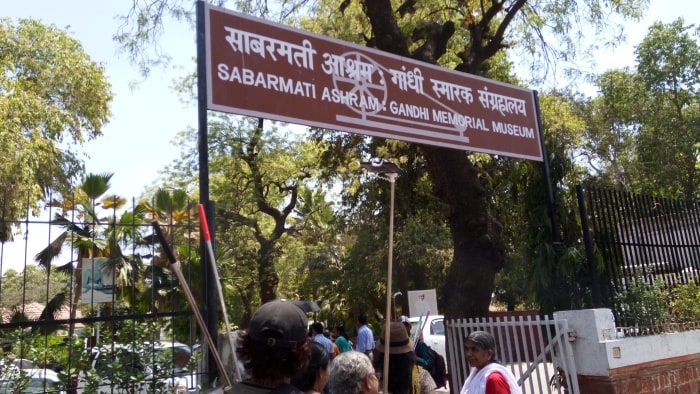 साबरमती आश्रम : गांधी स्मारक संग्रहालय
SABARMATI ASHRAM : GANDHI MEMORIAL MUSEUM